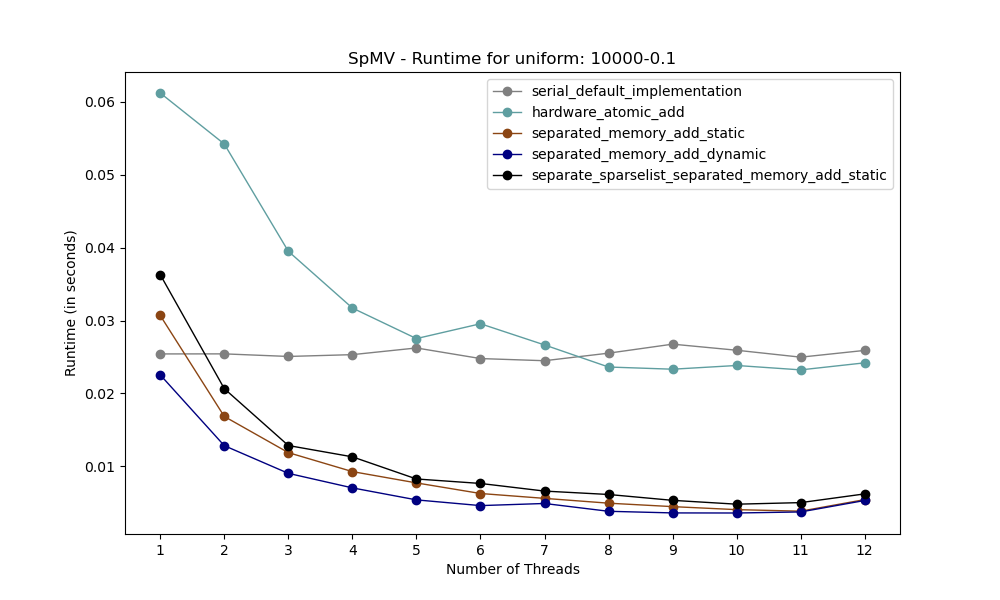 SpMV - Runtime for uniform: 10000-0.1
serial_default_implementation
hardware_atomic_add
separated_memory_add_static
separated_memory_add_dynamic
separate_sparselist_separated_memory_add_static
Runtime (in seconds)
0.06
0.05
0.04
0.03
0.02
0.01
1 2 3 4 5 6 7 8 9 10 11 12
Number of Threads